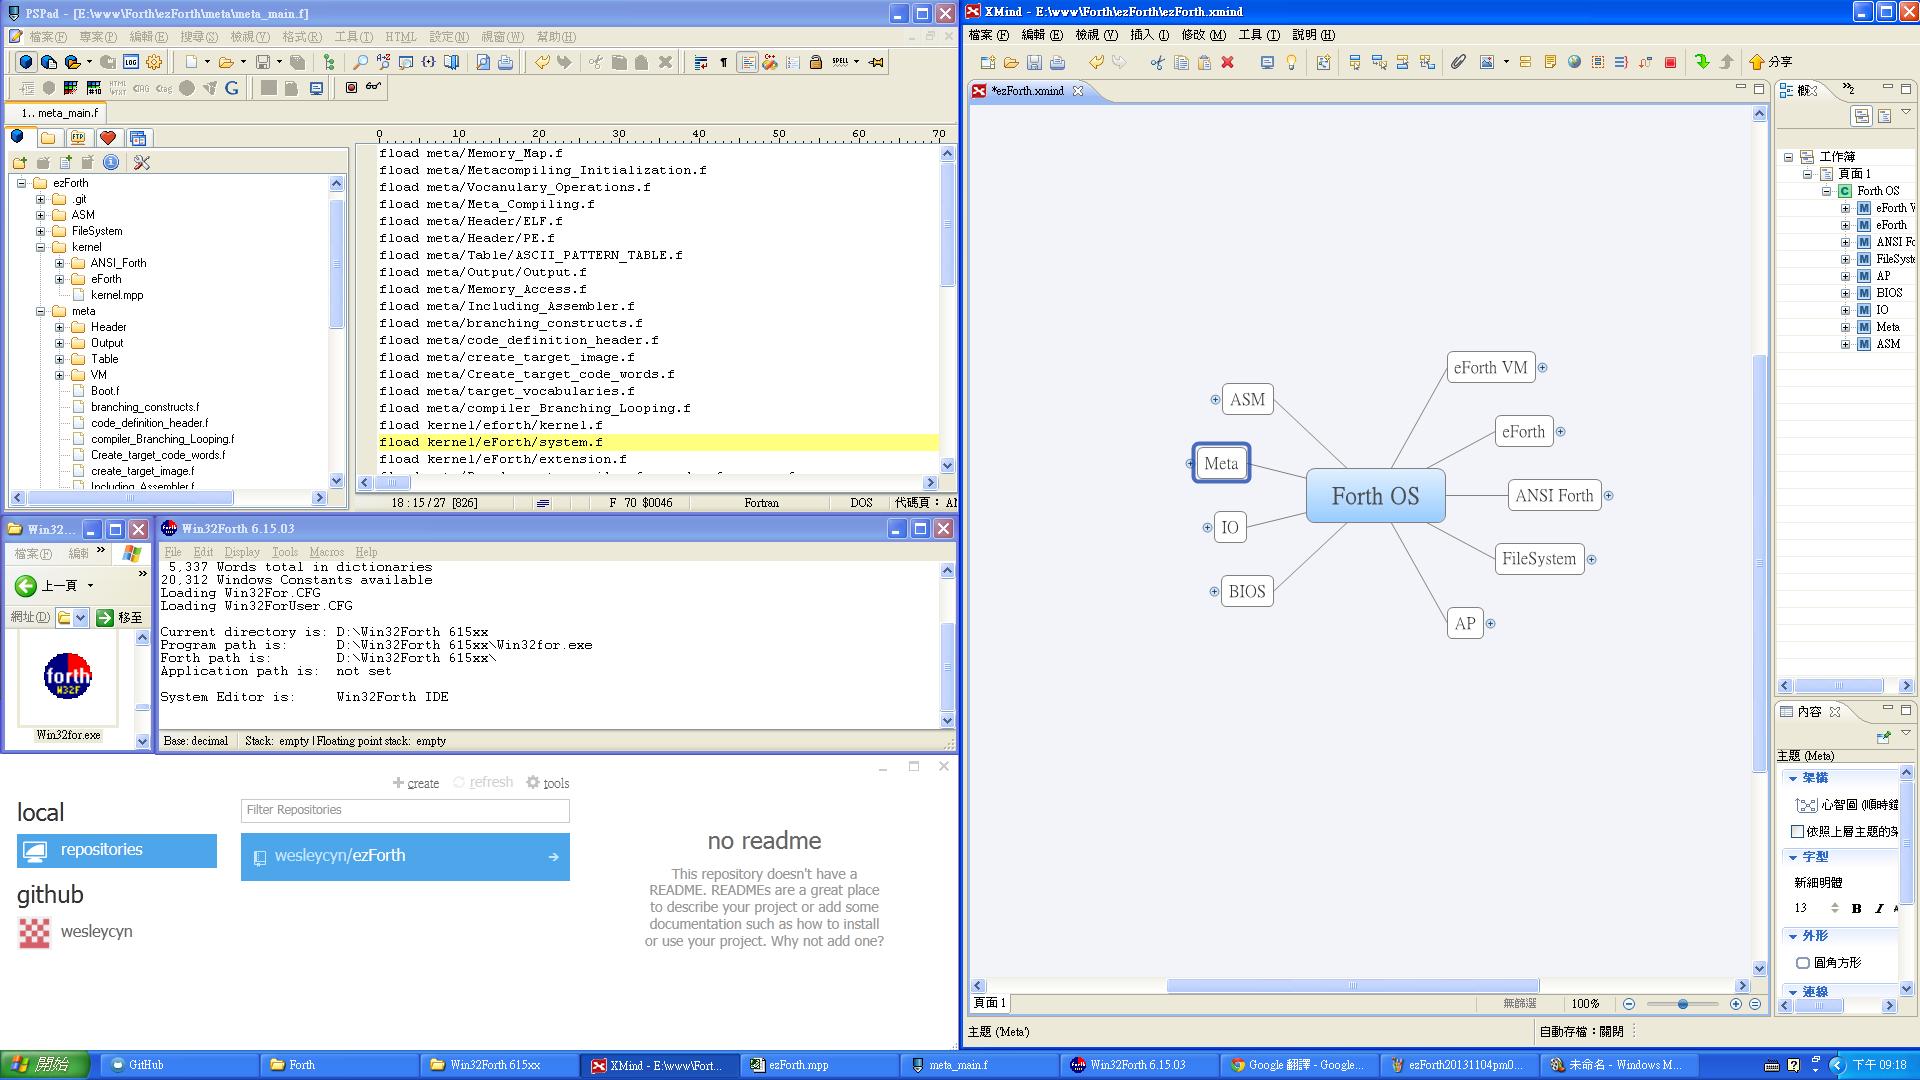 PSPad - [E:\www\Forth\ezForth\meta\meta_main.f]
檔案(F) 專案(P) 編輯(E) 搜尋(S) 檢視(V) 格式(R) 工具(T) HTML 設定(N) 視窗(W) 幫助(H)
1.. meta_main.f
0 10 20 30 40 50 60 70
ezForth
.git
ASM
FileSystem
kernel
ANSI_Forth
eForth
kernel.mpp
meta
Header
Output
Table
VM
Boot.f
branching_constructs.f
code_definition_header.f
compiler_Branching_Looping.f
Create_target_code_words.f
create_target_image.f
Including_Assembler.f
fload meta/Memory_Map.f
fload meta/Metacompiling_Initialization.f
fload meta/Vocanulary_Operations.f
fload meta/Meta_Compiling.f
fload meta/Header/ELF.f
fload meta/Header/PE.f
fload meta/Table/ASCII_PATTERN_TABLE.f
fload meta/Output/Output.f
fload meta/Memory_Access.f
fload meta/Including_Assembler.f
fload meta/branching_constructs.f
fload meta/code_definition_header.f
fload meta/create_target_image.f
fload meta/Create_target_code_words.f
fload meta/target_vocabularies.f
fload meta/compiler_Branching_Looping.f
fload kernel/eforth/kernel.f
fload kernel/eForth/system.f
fload kernel/eForth/extension.f
18 : 15 / 27 [826] F 70 $0046 Fortran DOS 代碼頁： AN
Win32...
檔案(F) 編輯 »
上一頁
網址(D) 移至
Win32for.exe
Win32Forth 6.15.03
File Edit Display Tools Macros Help
5,337 Words total in dictionaries
20,312 Windows Constants available
Loading Win32For.CFG
Loading Win32ForUser.CFG
Current directory is: D:\Win32Forth 615xx
Program path is: D:\Win32Forth 615xx\Win32for.exe
Forth path is: D:\Win32Forth 615xx\
Application path is: not set
System Editor is: Win32Forth IDE
Base: decimal Stack: empty | Floating point stack: empty
create refresh tools
local
repositories
github
wesleycyn
Filter Repositories
wesleycyn/ezForth
no readme
This repository doesn't have a
README. READMEs are a great place
to describe your project or add some
documentation such as how to install
or use your project. Why not add one?
XMind - E:\www\Forth\ezForth\ezForth.xmind
檔案 (F) 編輯 (E) 檢視 (V) 插入 (I) 修改 (M) 工具 (T) 說明 (H)
分享
*ezForth.xmind
eForth VM
ASM
eForth
Meta
Forth OS
ANSI Forth
IO
FileSystem
BIOS
AP
頁面 1
無篩選 100%
主題 ('Meta')
自動存檔：關閉
概 »2
工作簿
頁面 1
Forth OS
eForth V
eForth
ANSI Fo
FileSyste
AP
BIOS
IO
Meta
ASM
內容
主題 (Meta)
架構
心智圖 (順時鐘
依照上層主題的架
字型
新細明體
13 B I
外形
圓角方形
連線
開始 GitHub Forth Win32Forth 615xx XMind - E:\www\Fort... ezForth.mpp meta_main.f Win32Forth 6.15.03 Google 翻譯 - Google... ezForth20131104pm0... 未命名 - Windows M... 下午 09:18